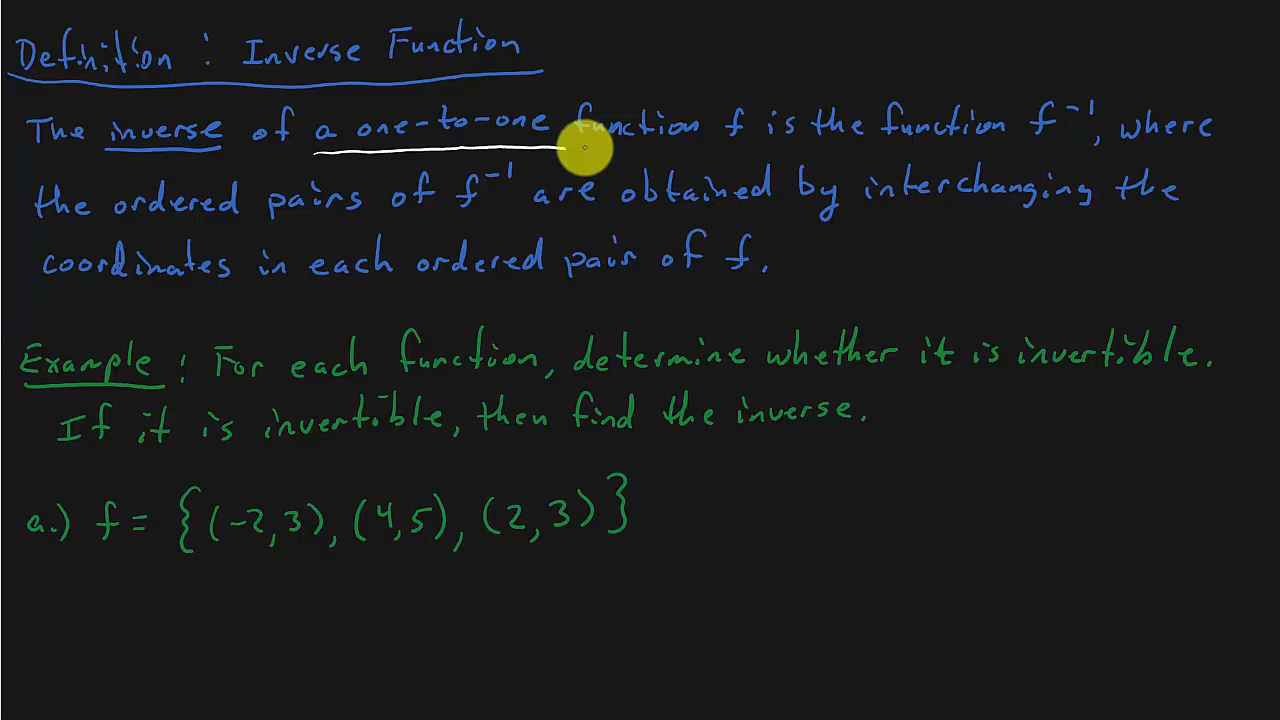 Definition : Inverse Function
The inverse of a one-to-one function f is the function f⁻¹, where
the ordered pairs of f⁻¹ are obtained by interchanging the
coordinates in each ordered pair of f.
Example : For each function, determine whether it is invertible.
If it is invertible, then find the inverse.
a.) f = {(-2,3), (4,5), (2,3)}